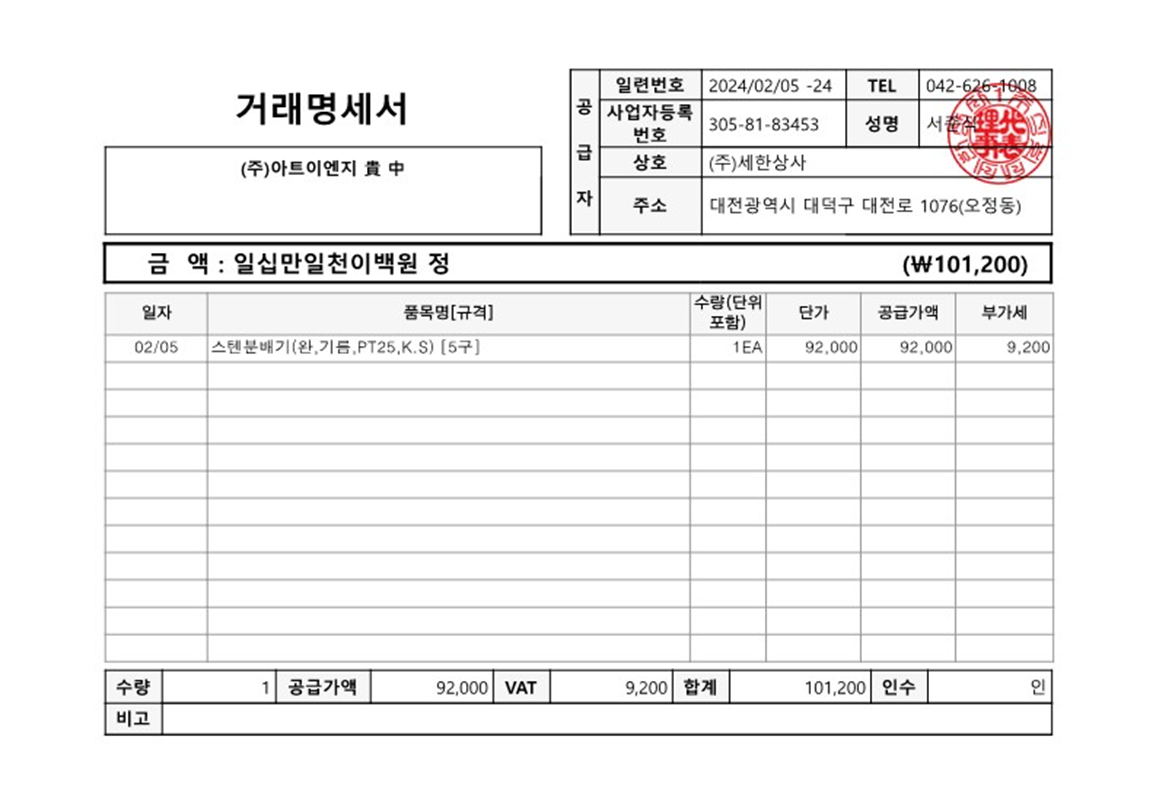 거래명세서
(주)아트이엔지 貴 中
공급자
일련번호 2024/02/05 -24 TEL 042-626-1008
사업자등록번호 305-81-83453 성명
상호 (주)세한상사
주소 대전광역시 대덕구 대전로 1076(오정동)
금 액 : 일십만일천이백원 정 (₩101,200)
일자 품목명[규격] 수량(단위포함) 단가 공급가액 부가세
02/05 스텐분배기(완,기름,PT25,K.S) [5구] 1EA 92,000 92,000 9,200
수량 1 공급가액 92,000 VAT 9,200 합계 101,200 인수 인
비고